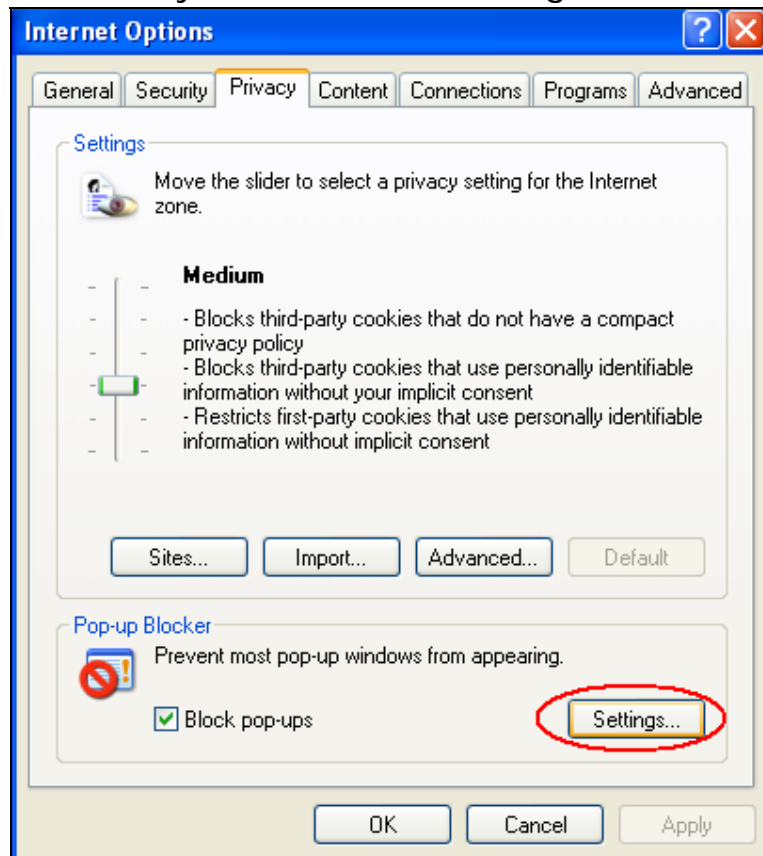 Internet Options
General Security Privacy Content Connections Programs Advanced
Settings
Move the slider to select a privacy setting for the Internet
zone.
Medium
- Blocks third-party cookies that do not have a compact
privacy policy
- Blocks third-party cookies that use personally identifiable
information without your implicit consent
- Restricts first-party cookies that use personally identifiable
information without implicit consent
Sites... Import... Advanced... Default
Pop-up Blocker
Prevent most pop-up windows from appearing.
Block pop-ups Settings...
OK Cancel Apply